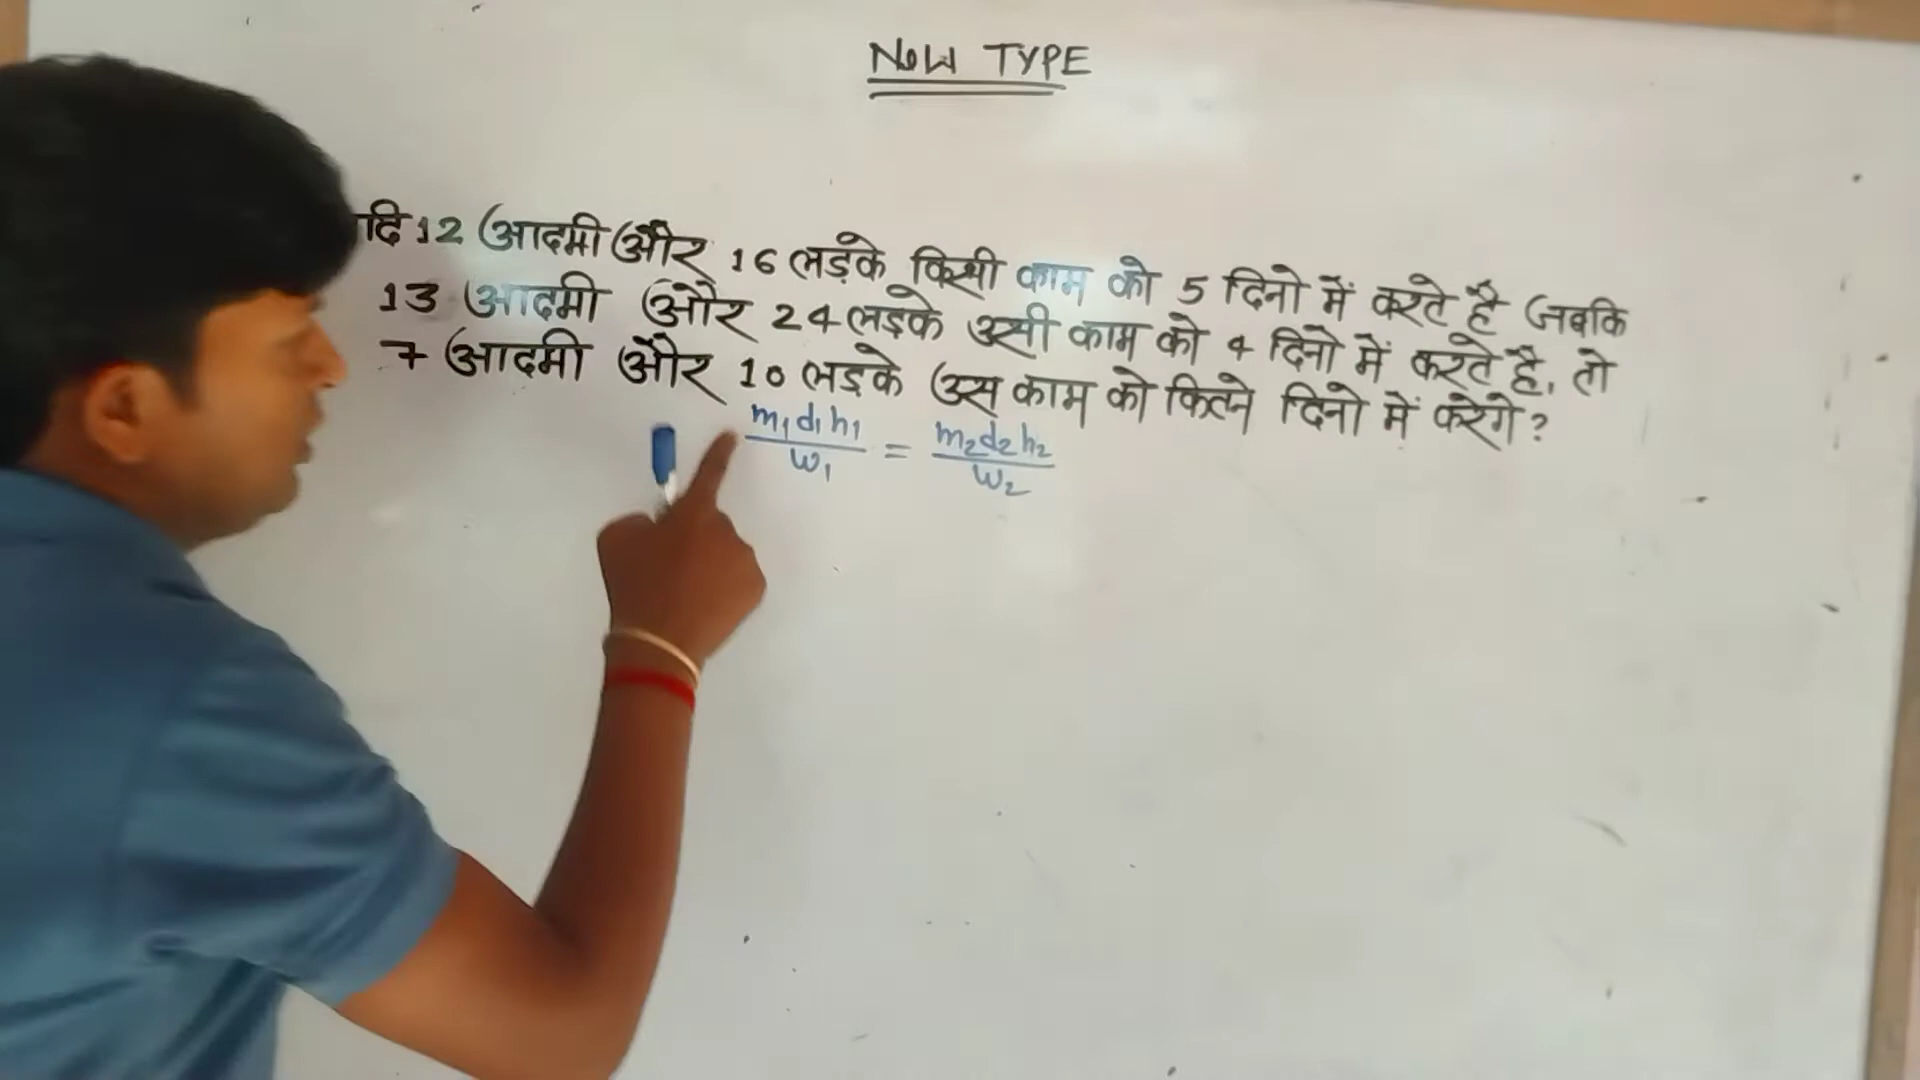 NEW TYPE
दि 12 आदमी और 16 लड़के किसी काम को 5 दिनो में करते है जबकि
13 आदमी और 24 लड़के उसी काम को 4 दिनो में करते है, तो
7 आदमी और 10 लड़के उस काम को कितने दिनो में करेगे?
m₁d₁h₁/w₁ = m₂d₂h₂/w₂